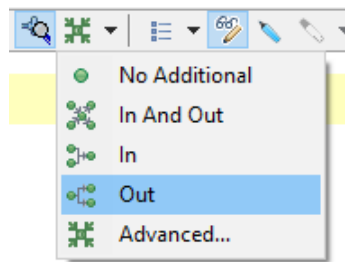 No Additional
In And Out
In
Out
Advanced...